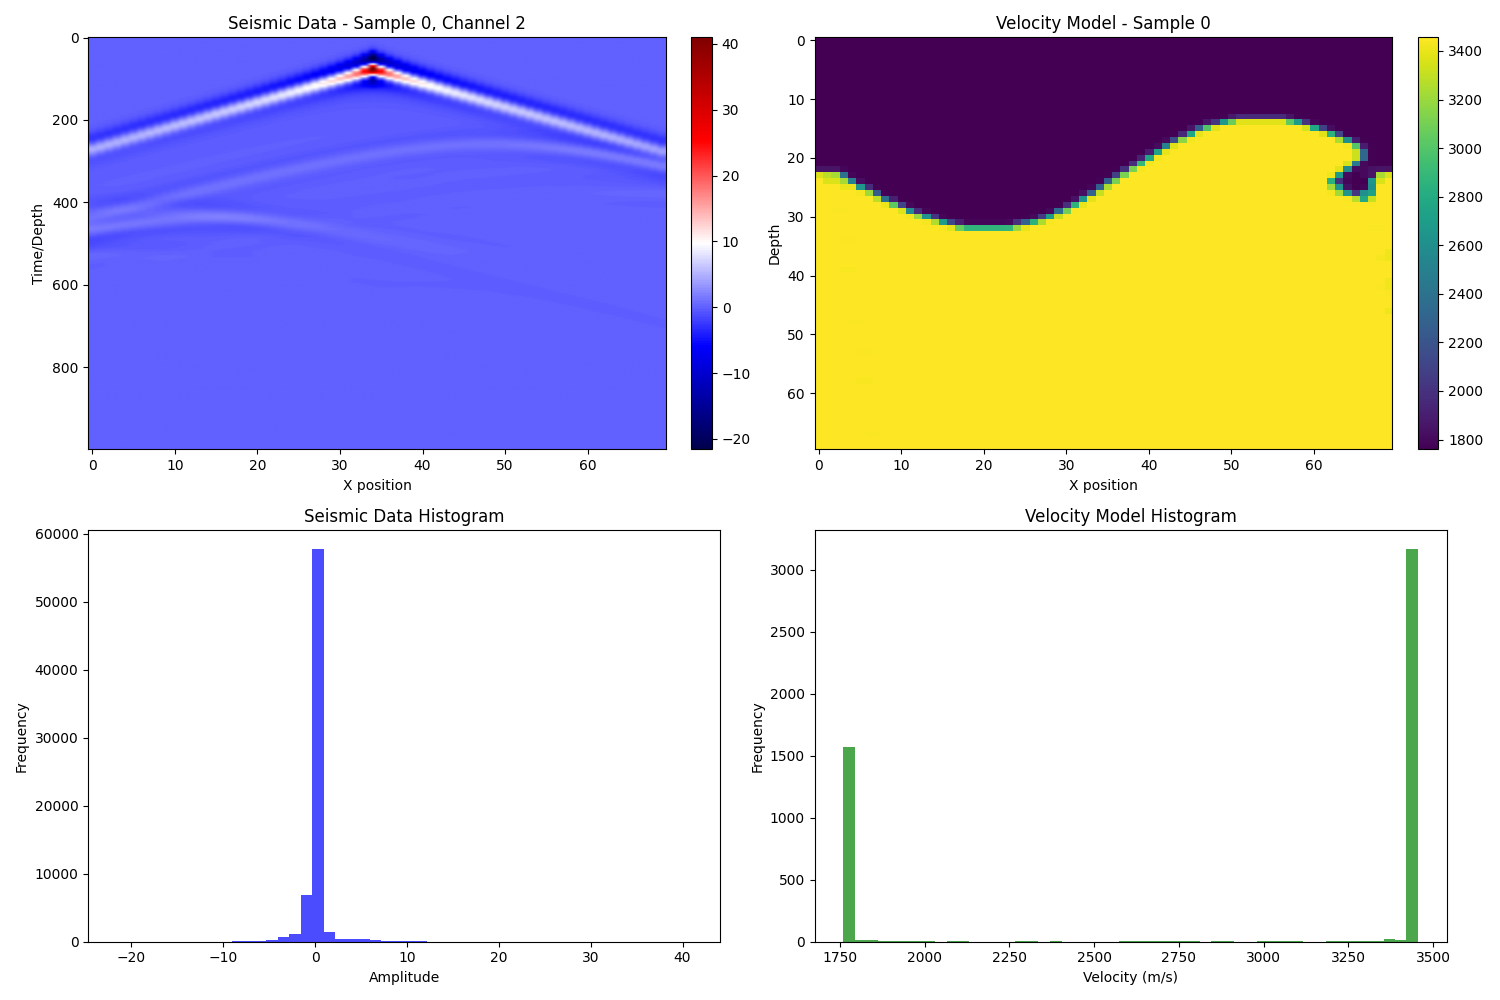 Seismic Data - Sample 0, Channel 2
0
200
400
600
800
Time/Depth
0 10 20 30 40 50 60
X position
40
30
20
10
0
−10
−20
Velocity Model - Sample 0
0
10
20
30
40
50
60
Depth
0 10 20 30 40 50 60
X position
3400
3200
3000
2800
2600
2400
2200
2000
1800
Seismic Data Histogram
60000
50000
40000
30000
20000
10000
0
Frequency
−20 −10 0 10 20 30 40
Amplitude
Velocity Model Histogram
3000
2500
2000
1500
1000
500
0
Frequency
1750 2000 2250 2500 2750 3000 3250 3500
Velocity (m/s)